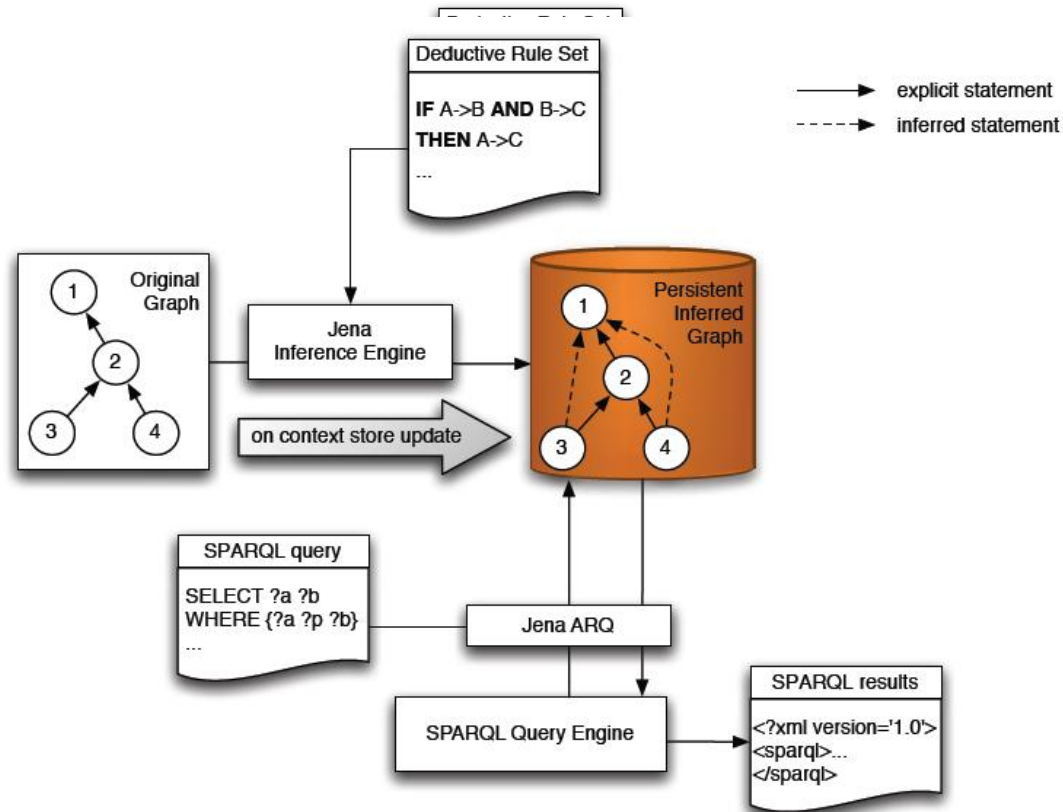 Deductive Rule Set
IF A->B AND B->C
THEN A->C
...
explicit statement
inferred statement
Original
Graph
1
2
3
4
Jena
Inference Engine
on context store update
Persistent
Inferred
Graph
1
2
3
4
SPARQL query
SELECT ?a ?b
WHERE {?a ?p ?b}
...
Jena ARQ
SPARQL Query Engine
SPARQL results
<?xml version='1.0'>
<sparql>...
</sparql>